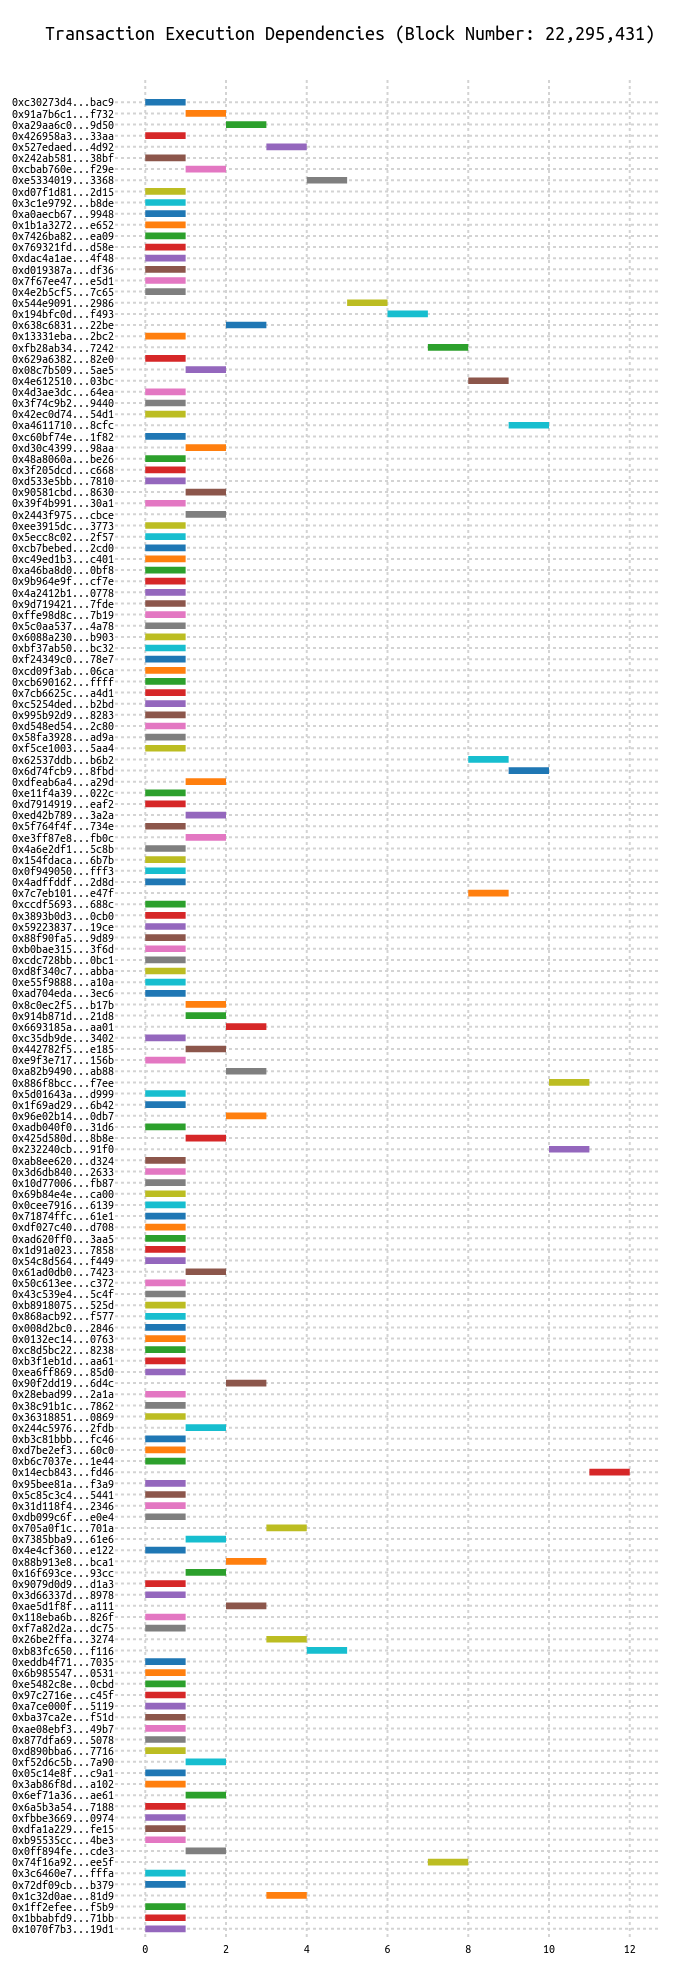 Transaction Execution Dependencies (Block Number: 22,295,431)
0xc30273d4...bac9
0x91a7b6c1...f732
0xa29aa6c0...9d50
0x426958a3...33aa
0x527edaed...4d92
0x242ab581...38bf
0xcbab760e...f29e
0xe5334019...3368
0xd07f1d81...2d15
0x3c1e9792...b8de
0xa0aecb67...9948
0x1b1a3272...e652
0x7426ba82...ea09
0x769321fd...d58e
0xdac4a1ae...4f48
0xd019387a...df36
0x7f67ee47...e5d1
0x4e2b5cf5...7c65
0x544e9091...2986
0x194bfc0d...f493
0x638c6831...22be
0x13331eba...2bc2
0xfb28ab34...7242
0x629a6382...82e0
0x08c7b509...5ae5
0x4e612510...03bc
0x4d3ae3dc...64ea
0x3f74c9b2...9440
0x42ec0d74...54d1
0xa4611710...8cfc
0xc60bf74e...1f82
0xd30c4399...98aa
0x48a8060a...be26
0x3f205dcd...c668
0xd533e5bb...7810
0x90581cbd...8630
0x39f4b991...30a1
0x2443f975...cbce
0xee3915dc...3773
0x5ecc8c02...2f57
0xcb7bebed...2cd0
0xc49ed1b3...c401
0xa46ba8d0...0bf8
0x9b964e9f...cf7e
0x4a2412b1...0778
0x9d719421...7fde
0xffe98d8c...7b19
0x5c0aa537...4a78
0x6088a230...b903
0xbf37ab50...bc32
0xf24349c0...78e7
0xcd09f3ab...06ca
0xcb690162...ffff
0x7cb6625c...a4d1
0xc5254ded...b2bd
0x995b92d9...8283
0xd548ed54...2c80
0x58fa3928...ad9a
0xf5ce1003...5aa4
0x62537ddb...b6b2
0x6d74fcb9...8fbd
0xdfeab6a4...a29d
0xe11f4a39...022c
0xd7914919...eaf2
0xed42b789...3a2a
0x5f764f4f...734e
0xe3ff87e8...fb0c
0x4a6e2df1...5c8b
0x154fdaca...6b7b
0x0f949050...fff3
0x4adffddf...2d8d
0x7c7eb101...e47f
0xccdf5693...688c
0x3893b0d3...0cb0
0x59223837...19ce
0x88f90fa5...9d89
0xb0bae315...3f6d
0xcdc728bb...0bc1
0xd8f340c7...abba
0xe55f9888...a10a
0xad704eda...3ec6
0x8c0ec2f5...b17b
0x914b871d...21d8
0x6693185a...aa01
0xc35db9de...3402
0x442782f5...e185
0xe9f3e717...156b
0xa82b9490...ab88
0x886f8bcc...f7ee
0x5d01643a...d999
0x1f69ad29...6b42
0x96e02b14...0db7
0xadb040f0...31d6
0x425d580d...8b8e
0x232240cb...91f0
0xab8ee620...d324
0x3d6db840...2633
0x10d77006...fb87
0x69b84e4e...ca00
0x0cee7916...6139
0x71874ffc...61e1
0xdf027c40...d708
0xad620ff0...3aa5
0x1d91a023...7858
0x54c8d564...f449
0x61ad0db0...7423
0x50c613ee...c372
0x43c539e4...5c4f
0xb8918075...525d
0x868acb92...f577
0x008d2bc0...2846
0x0132ec14...0763
0xc8d5bc22...8238
0xb3f1eb1d...aa61
0xea6ff869...85d0
0x90f2dd19...6d4c
0x28ebad99...2a1a
0x38c91b1c...7862
0x36318851...0869
0x244c5976...2fdb
0xb3c81bbb...fc46
0xd7be2ef3...60c0
0xb6c7037e...1e44
0x14ecb843...fd46
0x95bee81a...f3a9
0x5c85c3c4...5441
0x31d118f4...2346
0xdb099c6f...e0e4
0x705a0f1c...701a
0x7385bba9...61e6
0x4e4cf360...e122
0x88b913e8...bca1
0x16f693ce...93cc
0x9079d0d9...d1a3
0x3d66337d...8978
0xae5d1f8f...a111
0x118eba6b...826f
0xf7a82d2a...dc75
0x26be2ffa...3274
0xb83fc650...f116
0xeddb4f71...7035
0x6b985547...0531
0xe5482c8e...0cbd
0x97c2716e...c45f
0xa7ce000f...5119
0xba37ca2e...f51d
0xae08ebf3...49b7
0x877dfa69...5078
0xd890bba6...7716
0xf52d6c5b...7a90
0x05c14e8f...c9a1
0x3ab86f8d...a102
0x6ef71a36...ae61
0x6a5b3a54...7188
0xfbbe3669...0974
0xdfa1a229...fe15
0xb95535cc...4be3
0x0ff894fe...cde3
0x74f16a92...ee5f
0x3c6460e7...fffa
0x72df09cb...b379
0x1c32d0ae...81d9
0x1ff2efee...f5b9
0x1bbabfd9...71bb
0x1070f7b3...19d1
0 2 4 6 8 10 12